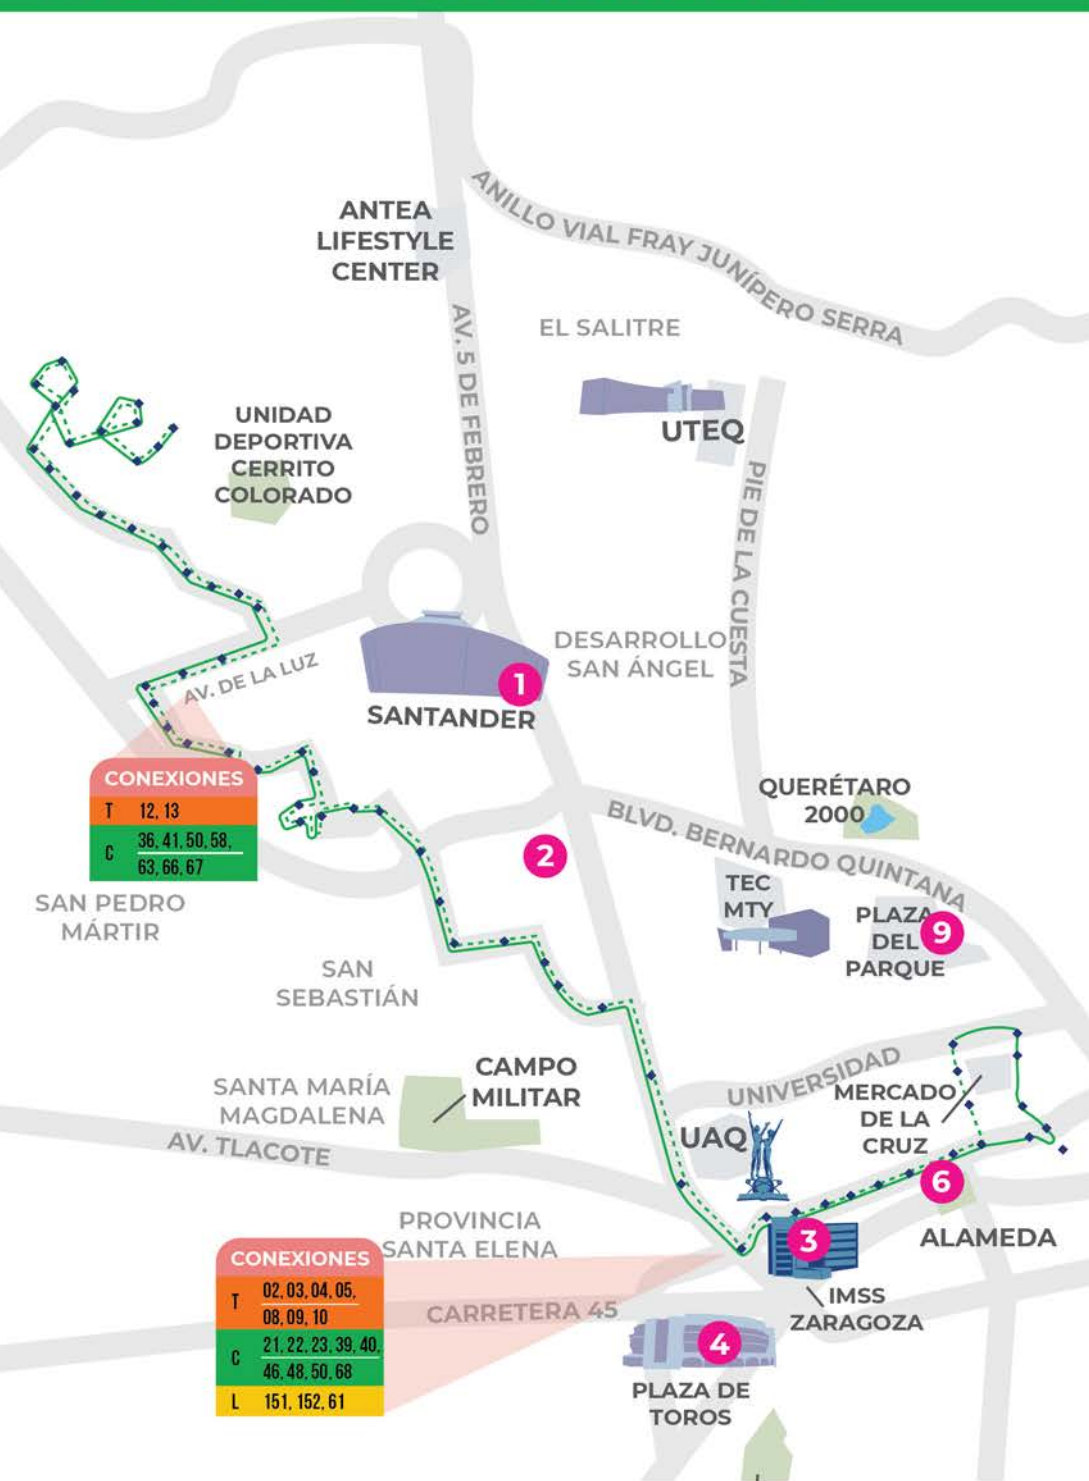 ANTEA
LIFESTYLE
CENTER
ANILLO VIAL FRAY JUNÍPERO SERRA
AV. 5 DE FEBRERO
EL SALITRE
UTEQ
UNIDAD
DEPORTIVA
CERRITO
COLORADO
PIE DE LA CUESTA
DESARROLLO
SAN ÁNGEL
AV. DE LA LUZ
1
SANTANDER
CONEXIONES
T 12, 13
C 36, 41, 50, 58,
63, 66, 67
QUERÉTARO
2000
BLVD. BERNARDO QUINTANA
2
TEC
MTY
PLAZA
DEL
PARQUE
9
SAN PEDRO
MÁRTIR
SAN
SEBASTIÁN
CAMPO
MILITAR
SANTA MARÍA
MAGDALENA
AV. TLACOTE
UNIVERSIDAD
MERCADO
DE LA
CRUZ
UAQ
6
ALAMEDA
PROVINCIA
SANTA ELENA
3
IMSS
ZARAGOZA
CONEXIONES
T 02, 03, 04, 05,
08, 09, 10
C 21, 22, 23, 39, 40,
46, 48, 50, 68
L 151, 152, 61
CARRETERA 45
4
PLAZA DE
TOROS